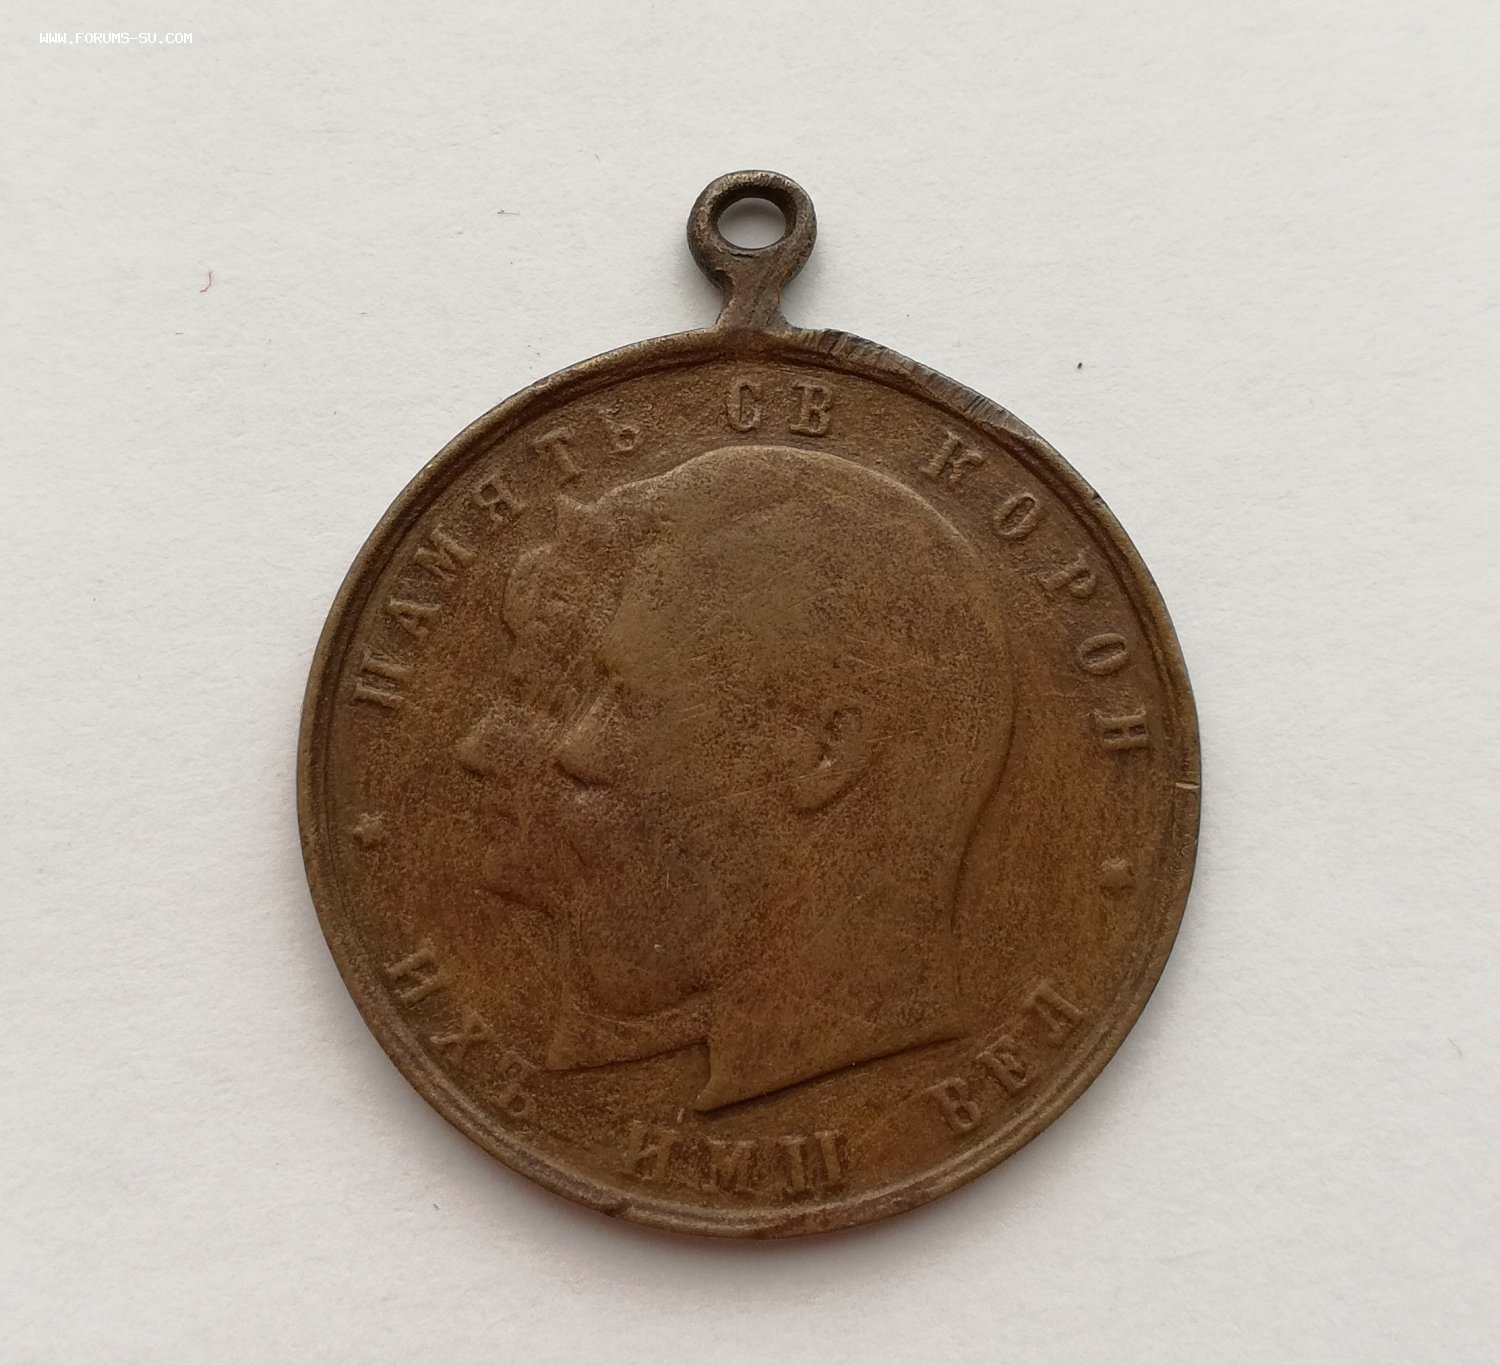 WWW.FORUMS-SU.COM
ПАМЯТЬ СВ КОРОН
ИХЪ ИМП ВЕЛ